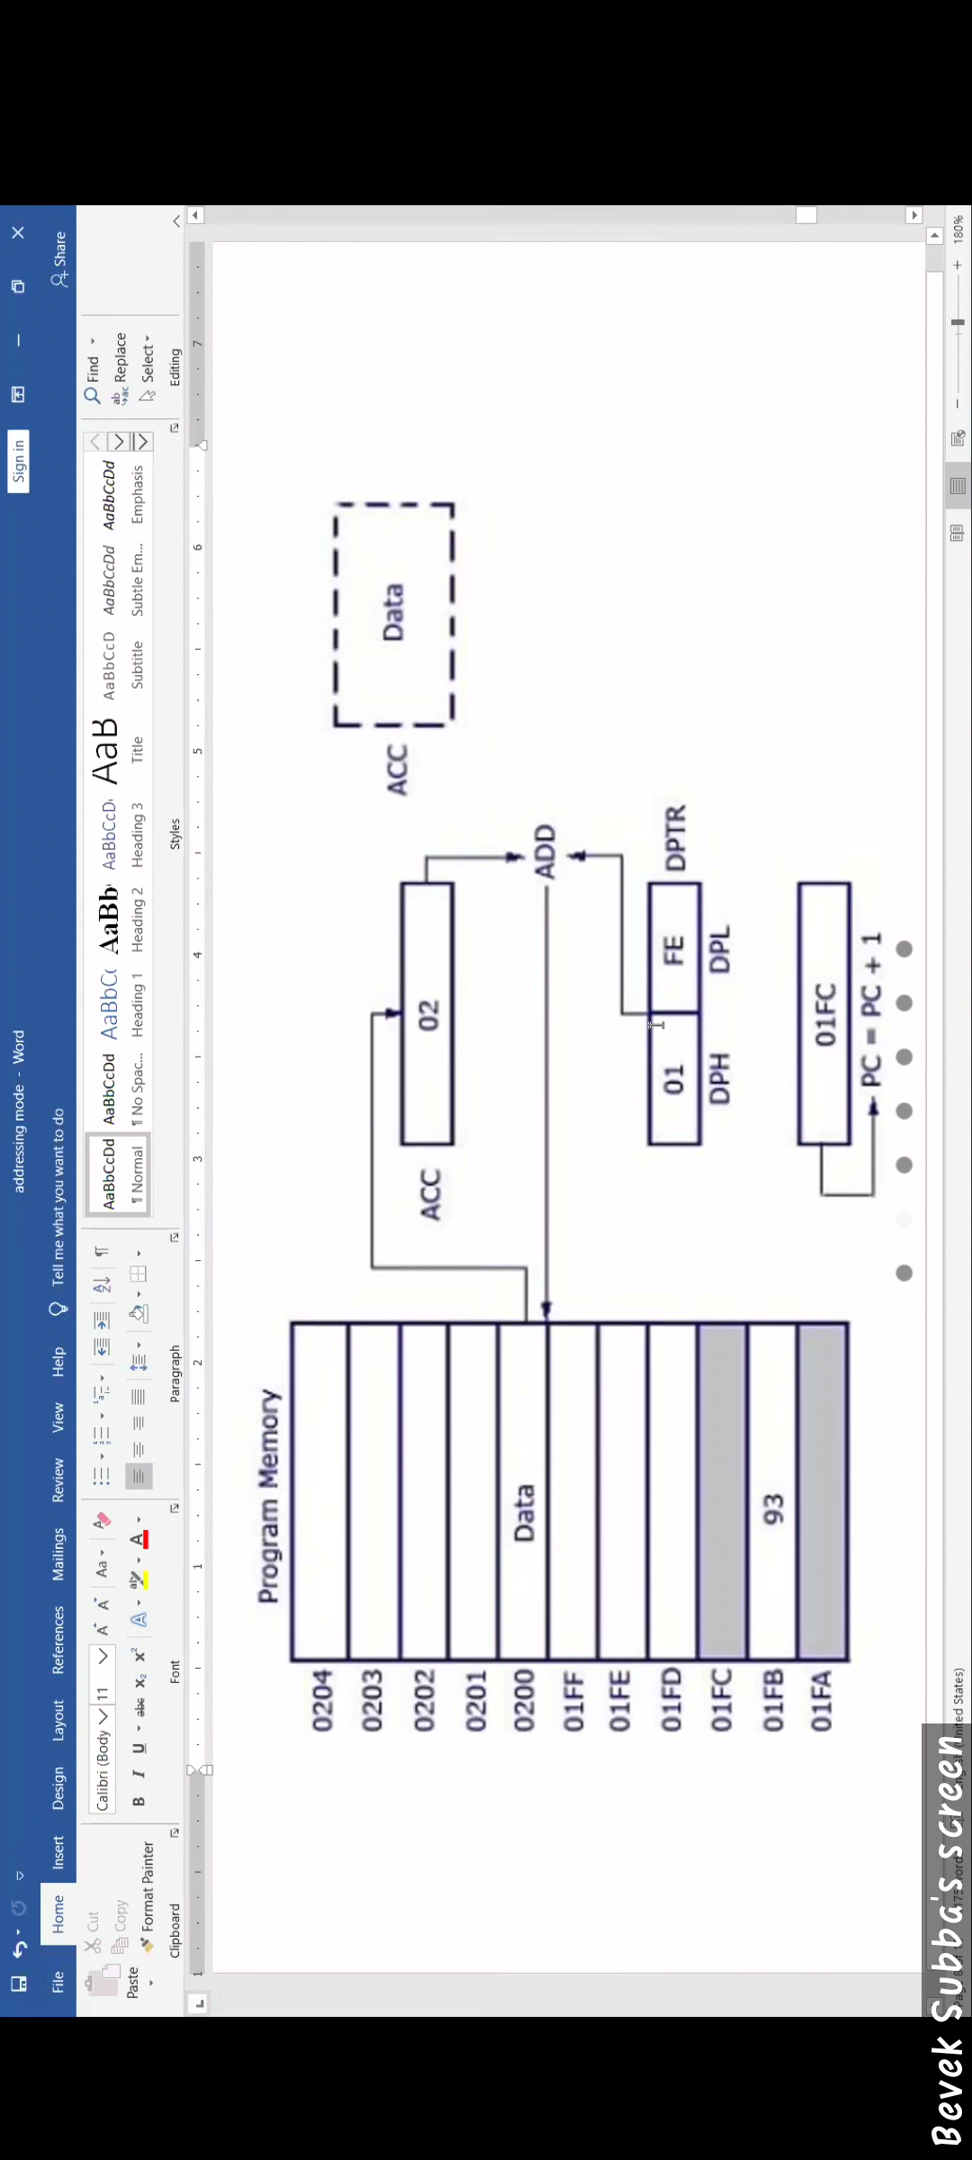 addressing mode - Word
Sign in
File Home Insert Design Layout References Mailings Review View Help Tell me what you want to do Share
Paste
Cut
Copy
Format Painter
Clipboard
Calibri (Body 11
Font
Paragraph
AaBbCcDd
¶ Normal
AaBbCcDd
¶ No Spac...
AaBbCc
Heading 1
AaBb
Heading 2
AaBbCcD
Heading 3
AaB
Title
AaBbCcD
Subtitle
AaBbCcDd
Subtle Em...
AaBbCcDd
Emphasis
Styles
Find
Replace
Select
Editing
Program Memory
0204
0203
0202
0201
0200 Data
01FF
01FE
01FD
01FC
01FB 93
01FA
ACC 02
ADD
01 FE DPTR
DPH DPL
01FC
PC = PC + 1
ACC Data
180%
Bevek Subba's screen